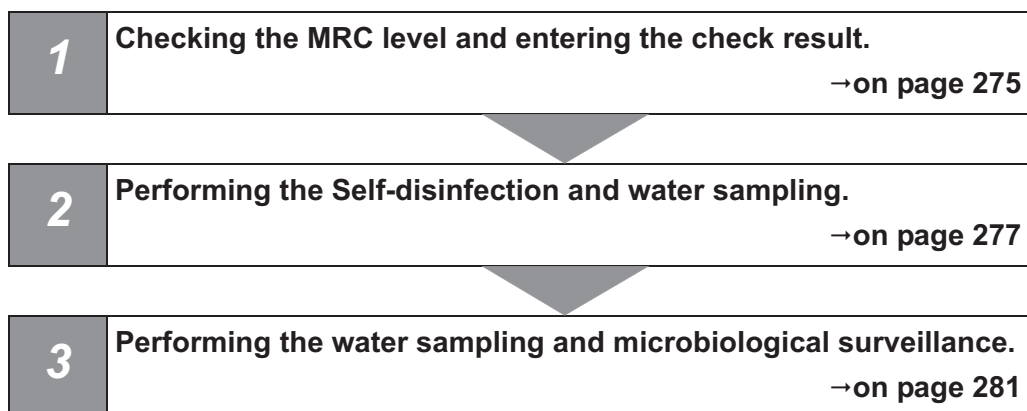 1
Checking the MRC level and entering the check result.
→on page 275
2
Performing the Self-disinfection and water sampling.
→on page 277
3
Performing the water sampling and microbiological surveillance.
→on page 281